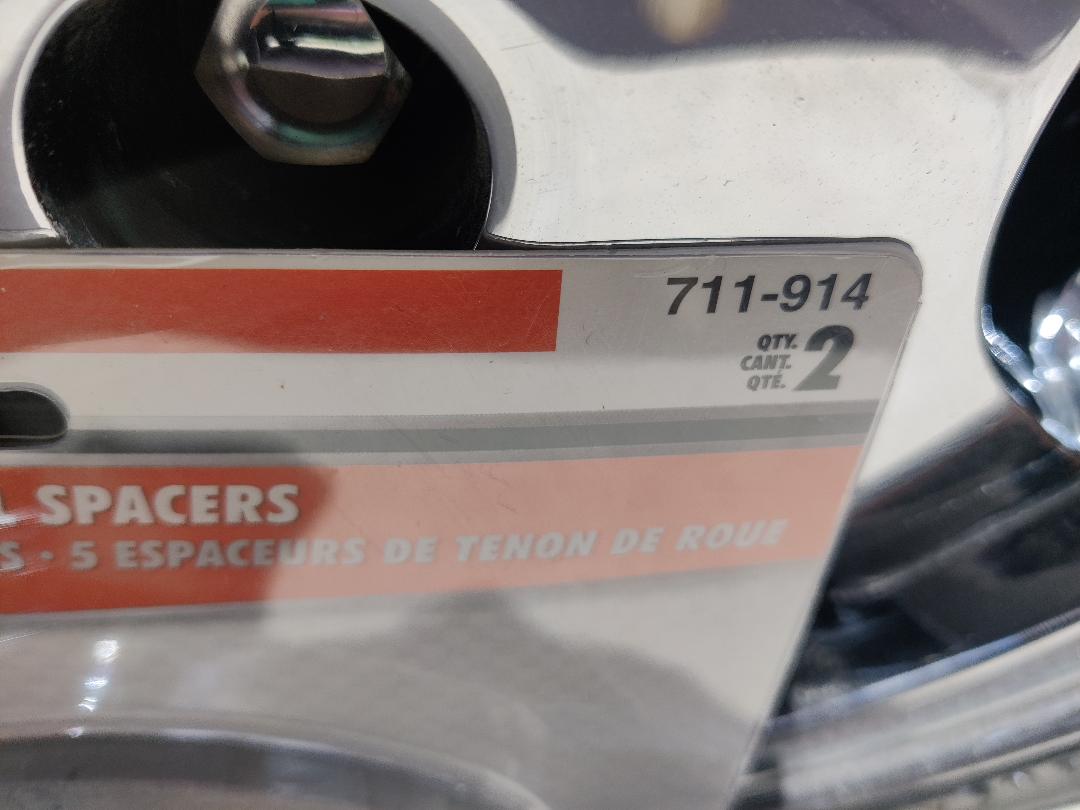 711-914
QTY.
CANT.
QTÉ.
2
SPACERS
S · 5 ESPACEURS DE TENON DE ROUE